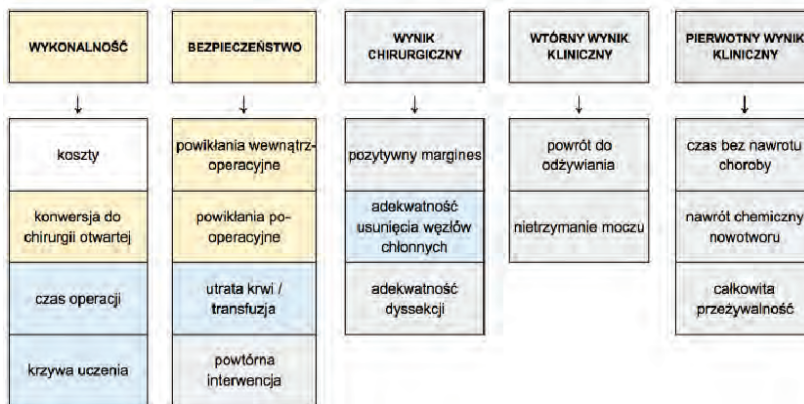 WYKONALNOŚĆ
BEZPIECZEŃSTWO
WYNIK
CHIRURGICZNY
WTÓRNY WYNIK
KLINICZNY
PIERWOTNY WYNIK
KLINICZNY
↓
↓
↓
↓
↓
koszty
konwersja do
chirurgii otwartej
czas operacji
krzywa uczenia
powikłania wewnątrz-
operacyjne
powikłania po-
operacyjne
utrata krwi /
transfuzja
powtórna
interwencja
pozytywny margines
adekwatność
usunięcia węzłów
chłonnych
adekwatność
dyssekcji
powrót do
odżywiania
nietrzymanie moczu
czas bez nawrotu
choroby
nawrót chemiczny
nowotworu
całkowita
przeżywalność